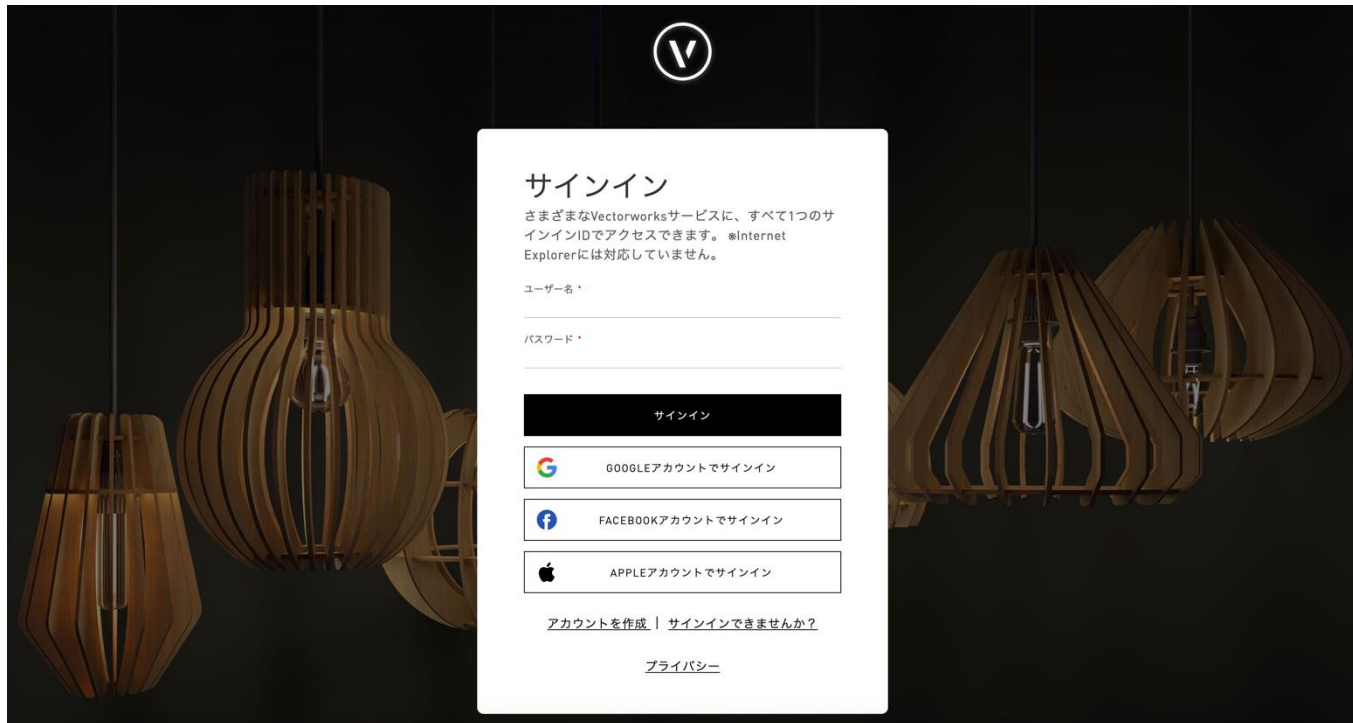 V
サインイン
さまざまなVectorworksサービスに、すべて1つのサ
インインIDでアクセスできます。 ※Internet
Explorerには対応していません。
ユーザー名 *
パスワード *
サインイン
GOOGLEアカウントでサインイン
FACEBOOKアカウントでサインイン
APPLEアカウントでサインイン
アカウントを作成 | サインインできませんか？
プライバシー